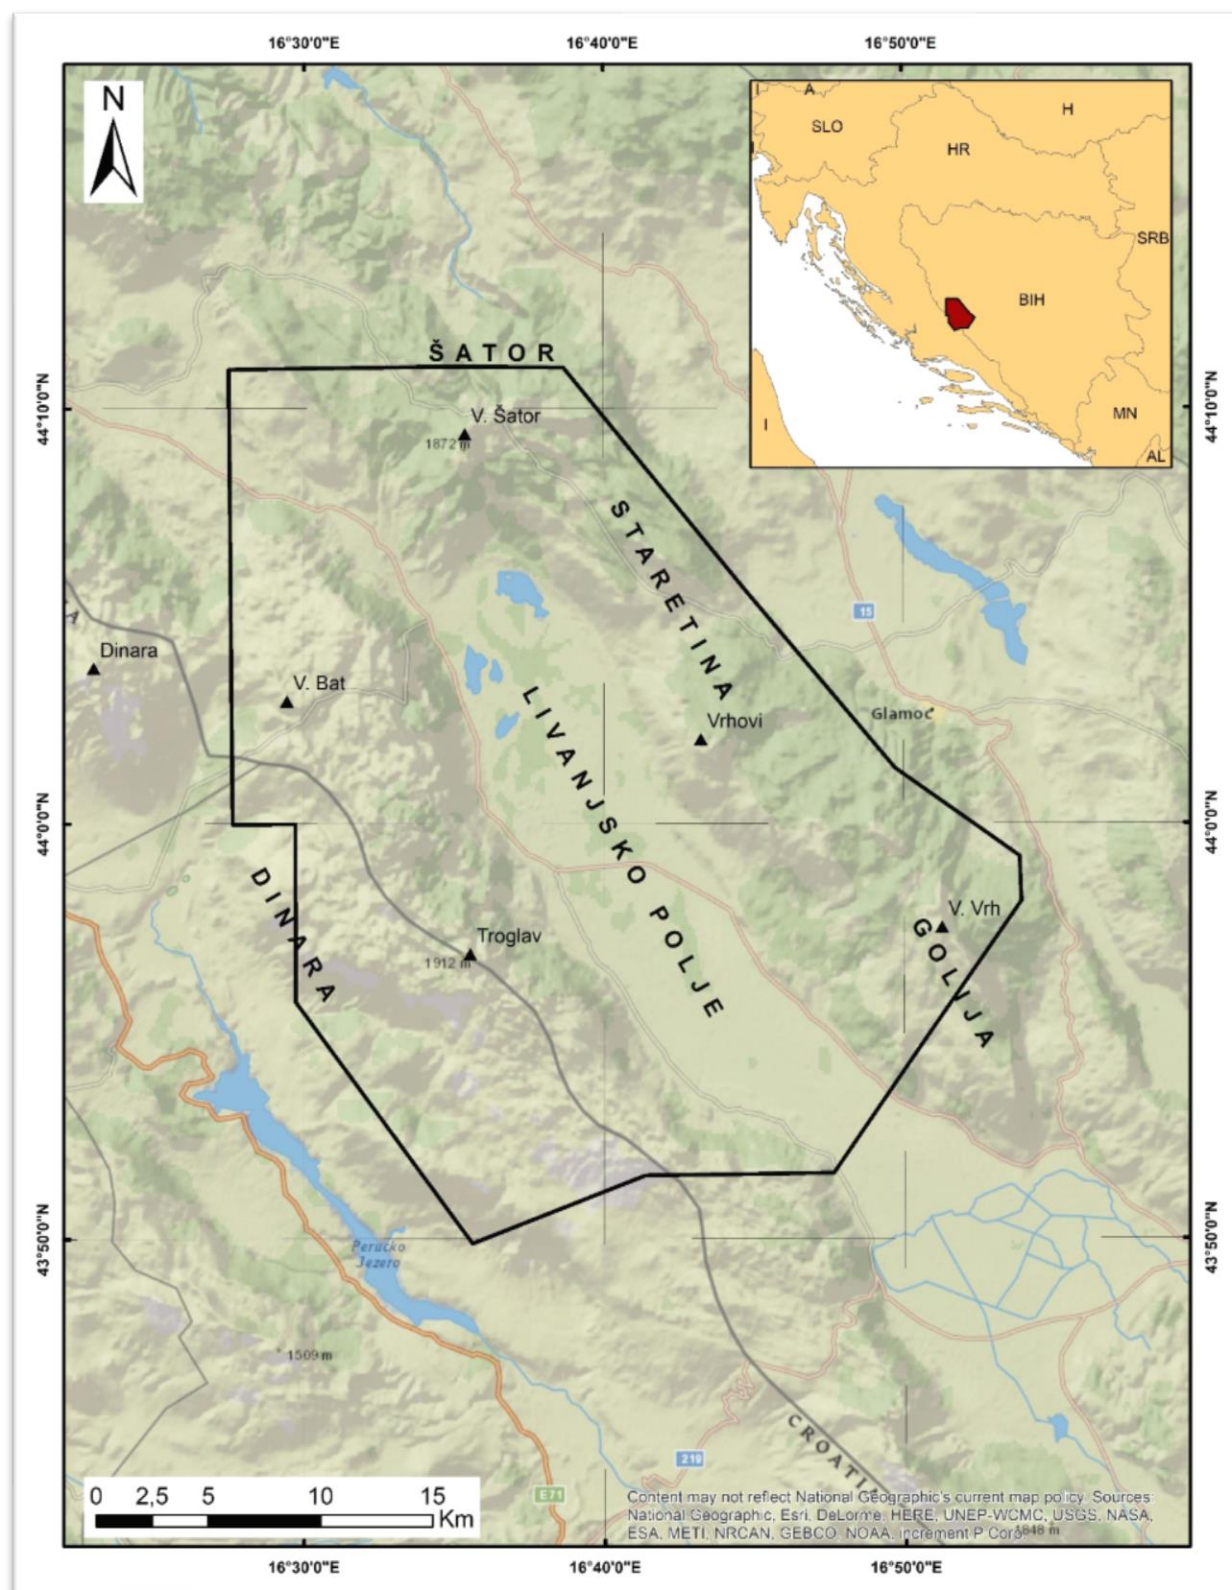 16°30'0"E
16°40'0"E
16°50'0"E
N
I
A
H
SLO
HR
SRB
BIH
I
MN
AL
ŠATOR
44°10'0"N
44°10'0"N
V. Šator
1872 m
STARETINA
15
Dinara
V. Bat
LIVANJSKO POLJE
Vrhovi
Glamoc
44°0'0"N
44°0'0"N
DINARA
V. Vrh
GOLIJA
Troglav
1912 m
43°50'0"N
43°50'0"N
Perucko
Jezero
1509 m
CROATI
219
E71
0 2,5 5 10 15
Km
Content may not reflect National Geographic's current map policy. Sources:
National Geographic, Esri, DeLorme, HERE, UNEP-WCMC, USGS, NASA,
ESA, METI, NRCAN, GEBCO, NOAA, increment P Corp.
1848 m
16°30'0"E
16°40'0"E
16°50'0"E